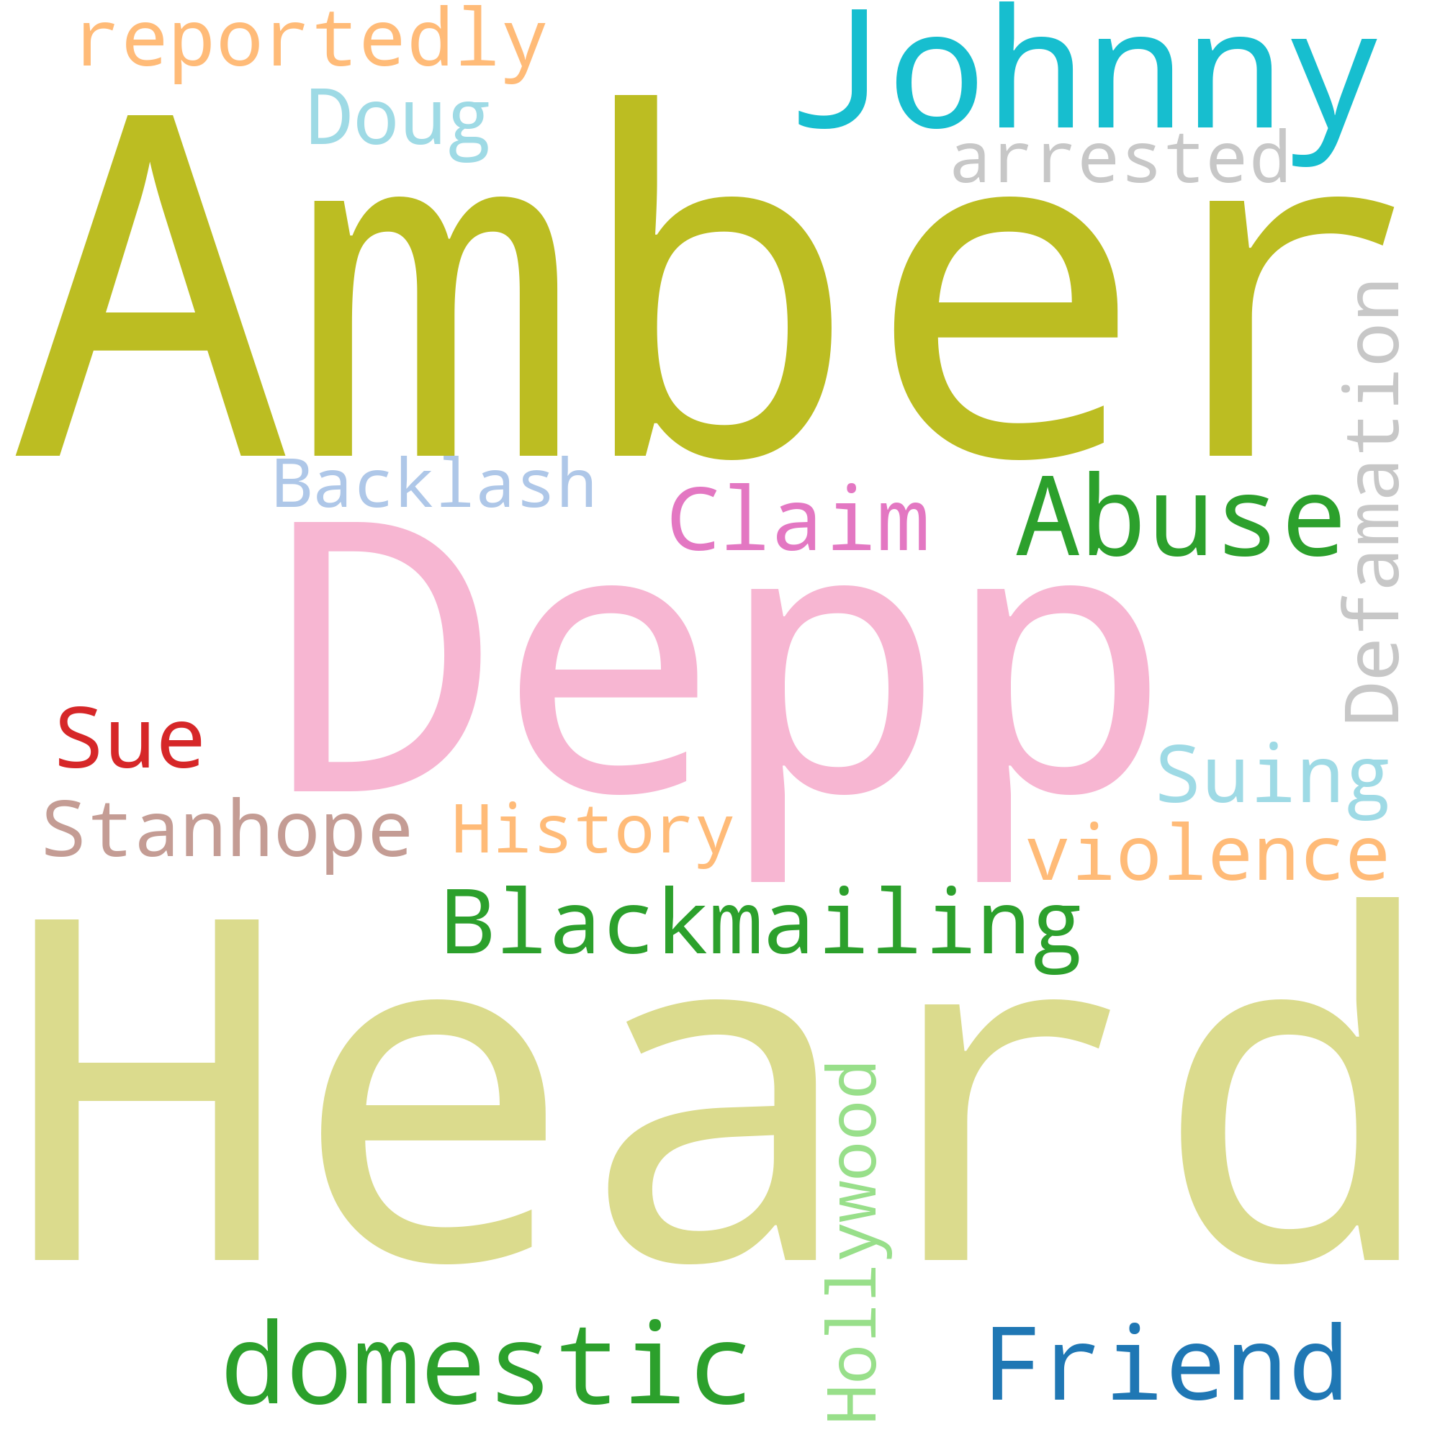 reportedly
Johnny
Doug
arrested
Amber
Defamation
Backlash
Claim
Abuse
Depp
Sue
Suing
Stanhope
History
violence
Blackmailing
Heard
Hollywood
domestic
Friend